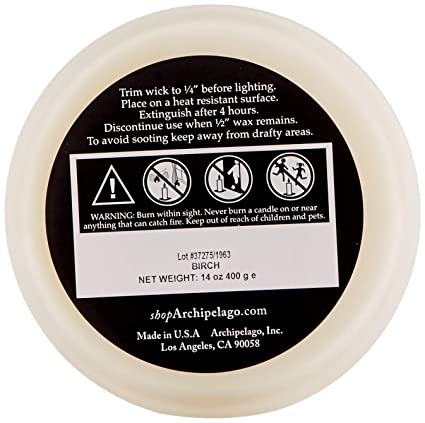 Trim wick to ¼" before lighting.
Place on a heat resistant surface.
Extinguish after 4 hours.
Discontinue use when ½" wax remains.
To avoid sooting keep away from drafty areas.
WARNING: Burn within sight. Never burn a candle on or near
anything that can catch fire. Keep out of reach of children and pets.
Lot #37275/1963
BIRCH
NET WEIGHT: 14 oz 400 g e
shopArchipelago.com
Made in U.S.A Archipelago, Inc.
Los Angeles, CA 90058